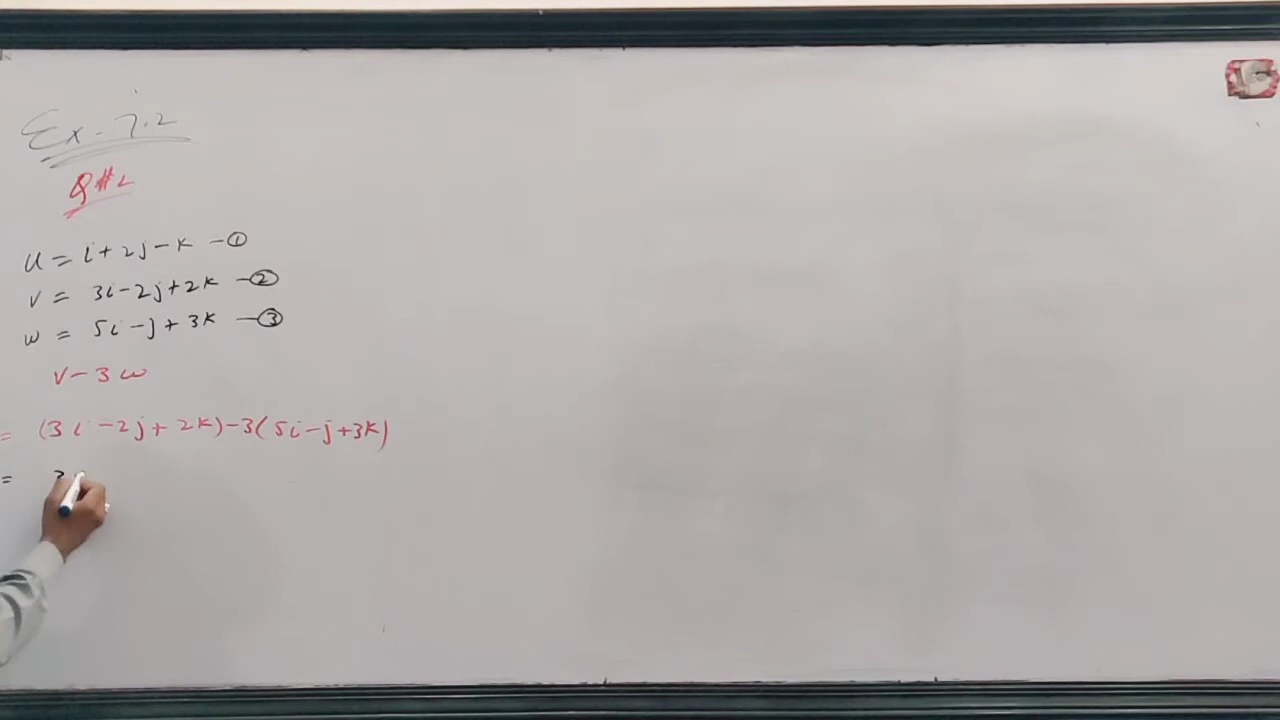 Ex-7.2
Q#2
u = i+2j-k -①
v = 3i-2j+2k -②
w = 5i-j+3k -③
v-3w
= (3i-2j+2k)-3(5i-j+3k)
= 3